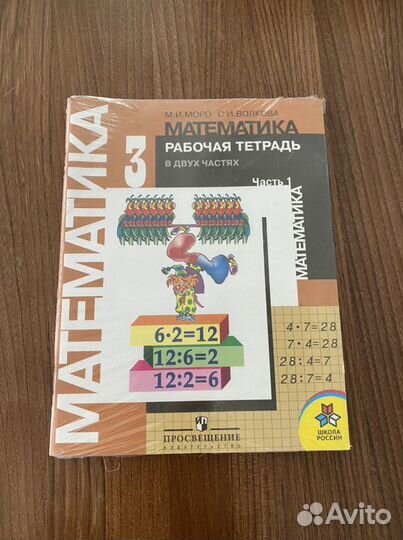 М.И.МОРО С.И.ВОЛКОВА
МАТЕМАТИКА
РАБОЧАЯ ТЕТРАДЬ
В ДВУХ ЧАСТЯХ
Часть 1
3
МАТЕМАТИКА
МАТЕМАТИКА
6·2=12
12:6=2
12:2=6
4·7=28
7·4=28
28:4=7
28:7=4
ПРОСВЕЩЕНИЕ
ИЗДАТЕЛЬСТВО
ШКОЛА
РОССИИ
Avito